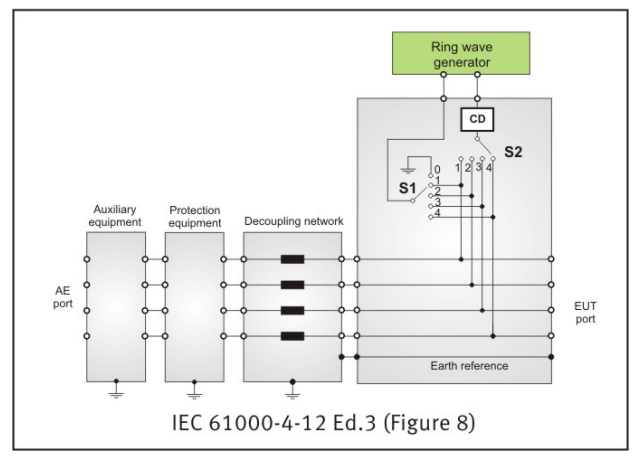 Ring wave
generator
CD
S2
0
1 2 3 4
1
S1
2
3
4
Auxiliary
equipment
Protection
equipment
Decoupling network
AE
port
EUT
port
Earth reference
IEC 61000-4-12 Ed.3 (Figure 8)